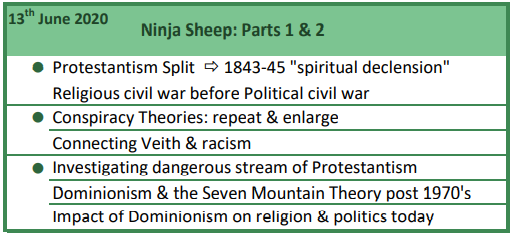 13th June 2020
Ninja Sheep: Parts 1 & 2
● Protestantism Split ⇨ 1843-45 "spiritual declension"
Religious civil war before Political civil war
● Conspiracy Theories: repeat & enlarge
Connecting Veith & racism
● Investigating dangerous stream of Protestantism
Dominionism & the Seven Mountain Theory post 1970's
Impact of Dominionism on religion & politics today